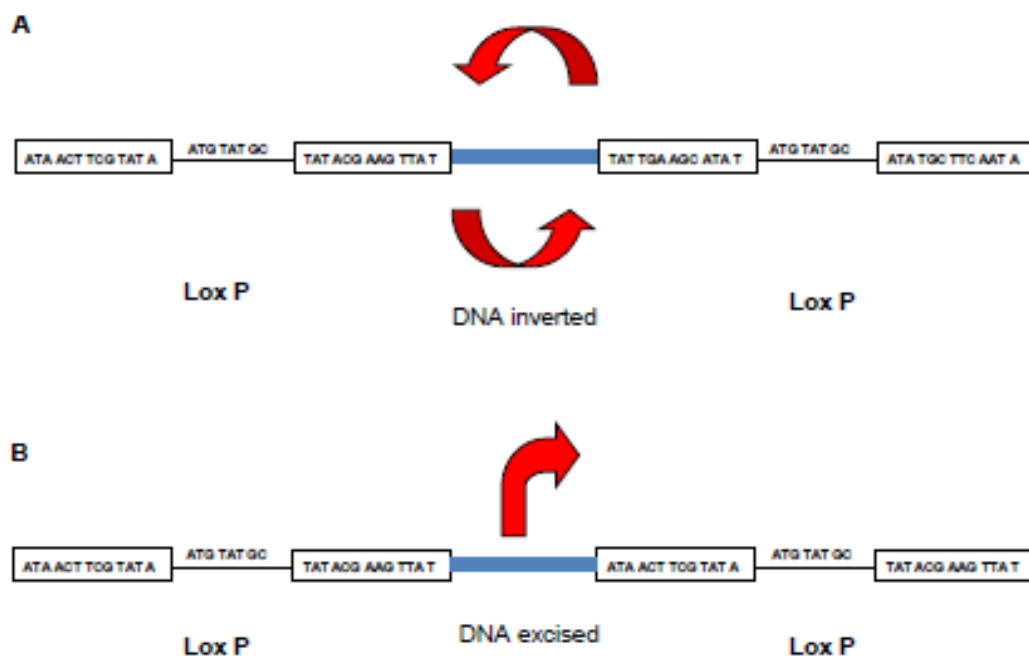 A
ATG TAT GC ATG TAT GC
ATA ACT TCG TAT A TAT ACG AAG TTA T TAT TGA AGC ATA T ATA TGC TTC AAT A
Lox P Lox P
DNA inverted
B
ATG TAT GC ATG TAT GC
ATA ACT TCG TAT A TAT ACG AAG TTA T ATA ACT TCG TAT A TAT ACG AAG TTA T
DNA excised
Lox P Lox P